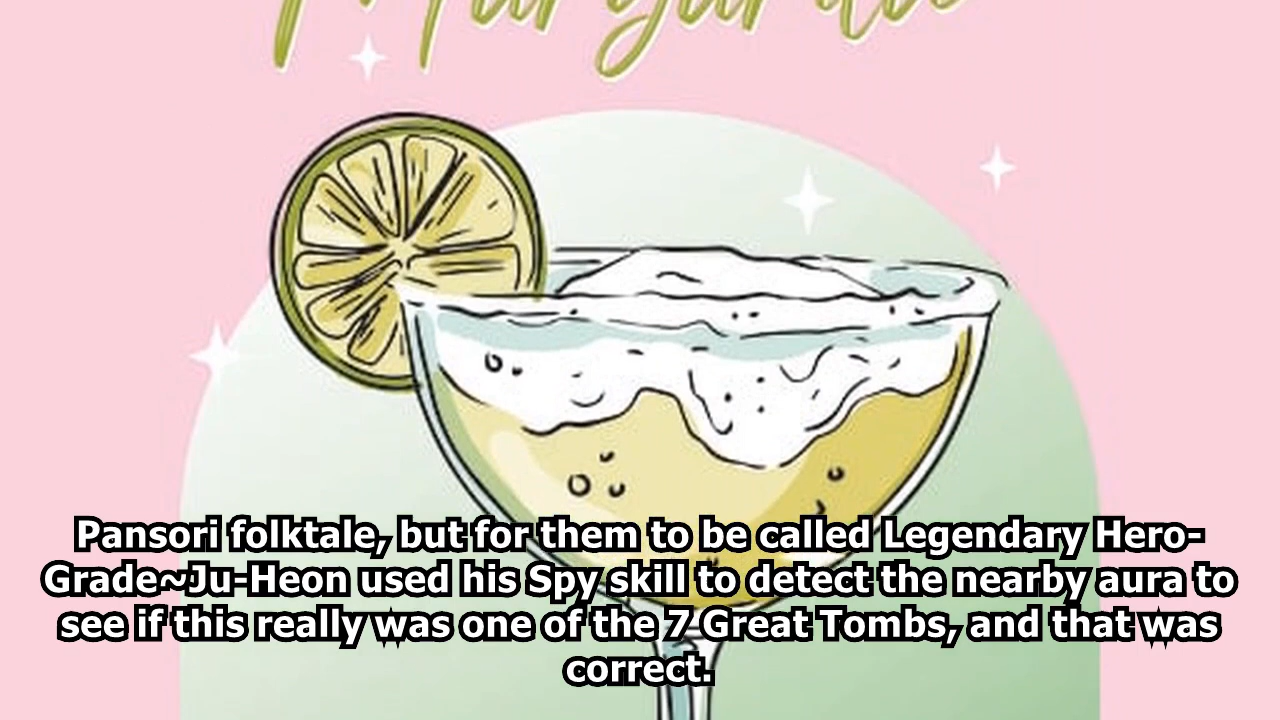 Margarita
Pansori folktale, but for them to be called Legendary Hero-
Grade~Ju-Heon used his Spy skill to detect the nearby aura to
see if this really was one of the 7 Great Tombs, and that was
correct.